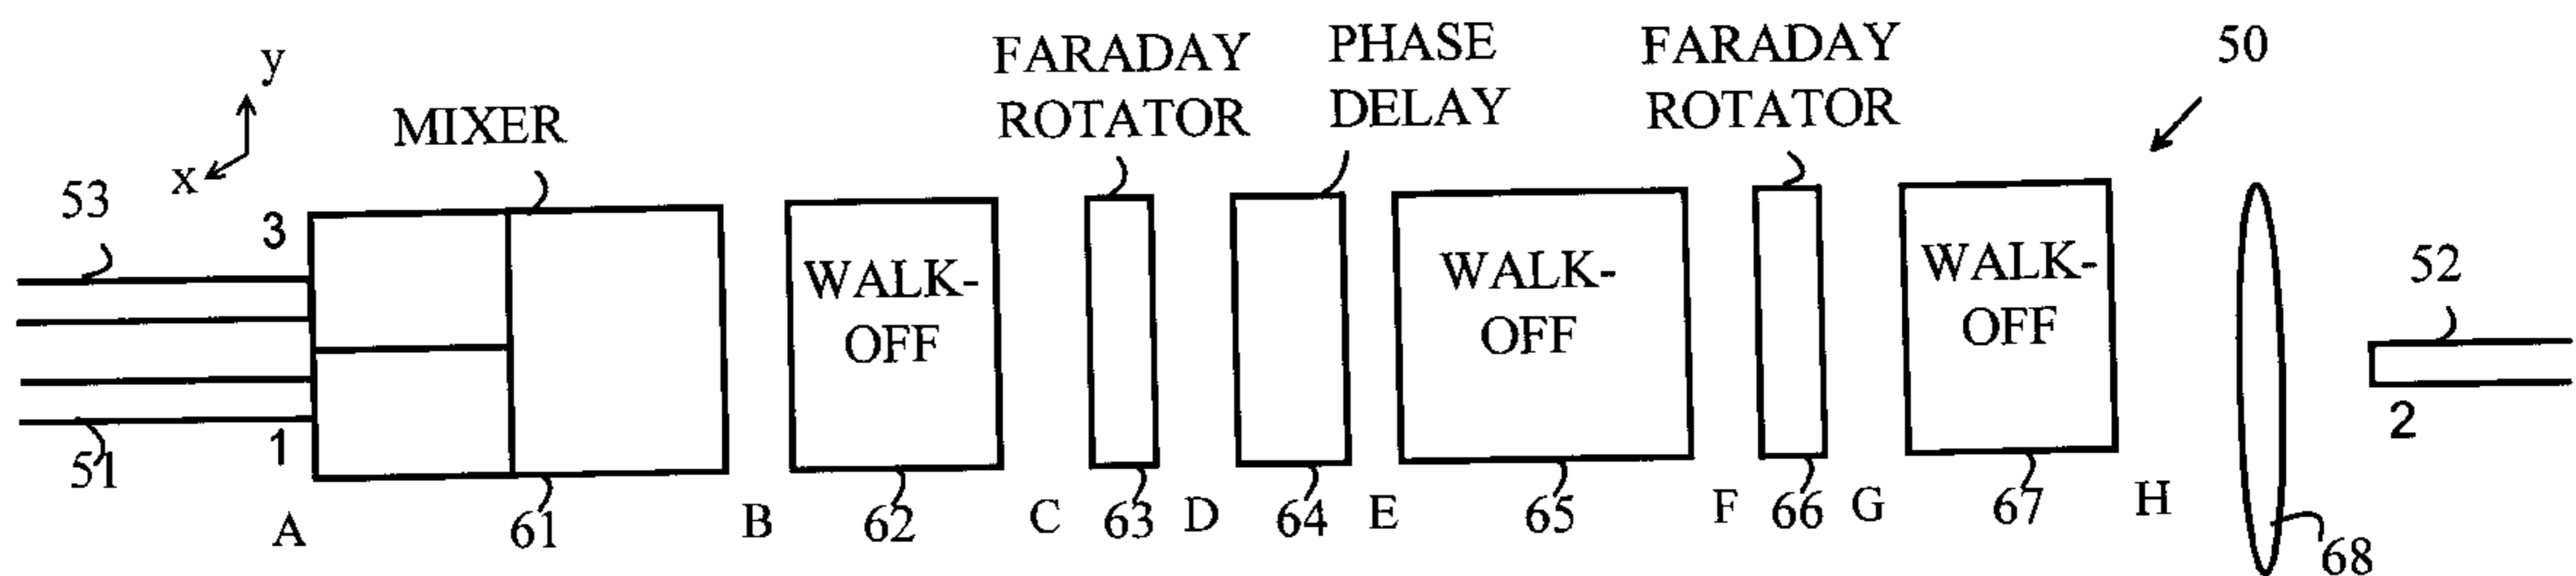 FARADAY
ROTATOR
PHASE
DELAY
FARADAY
ROTATOR
50
y
x
MIXER
53
3
WALK-
OFF
WALK-
OFF
WALK-
OFF
52
51
1
2
A
61
B
62
C
63
D
64
E
65
F
66
G
67
H
68